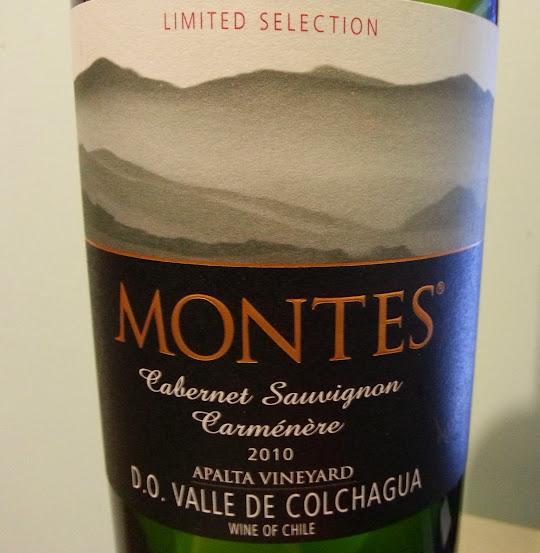 LIMITED SELECTION
MONTES®
Cabernet Sauvignon
Carménère
2010
APALTA VINEYARD
D.O. VALLE DE COLCHAGUA
WINE OF CHILE